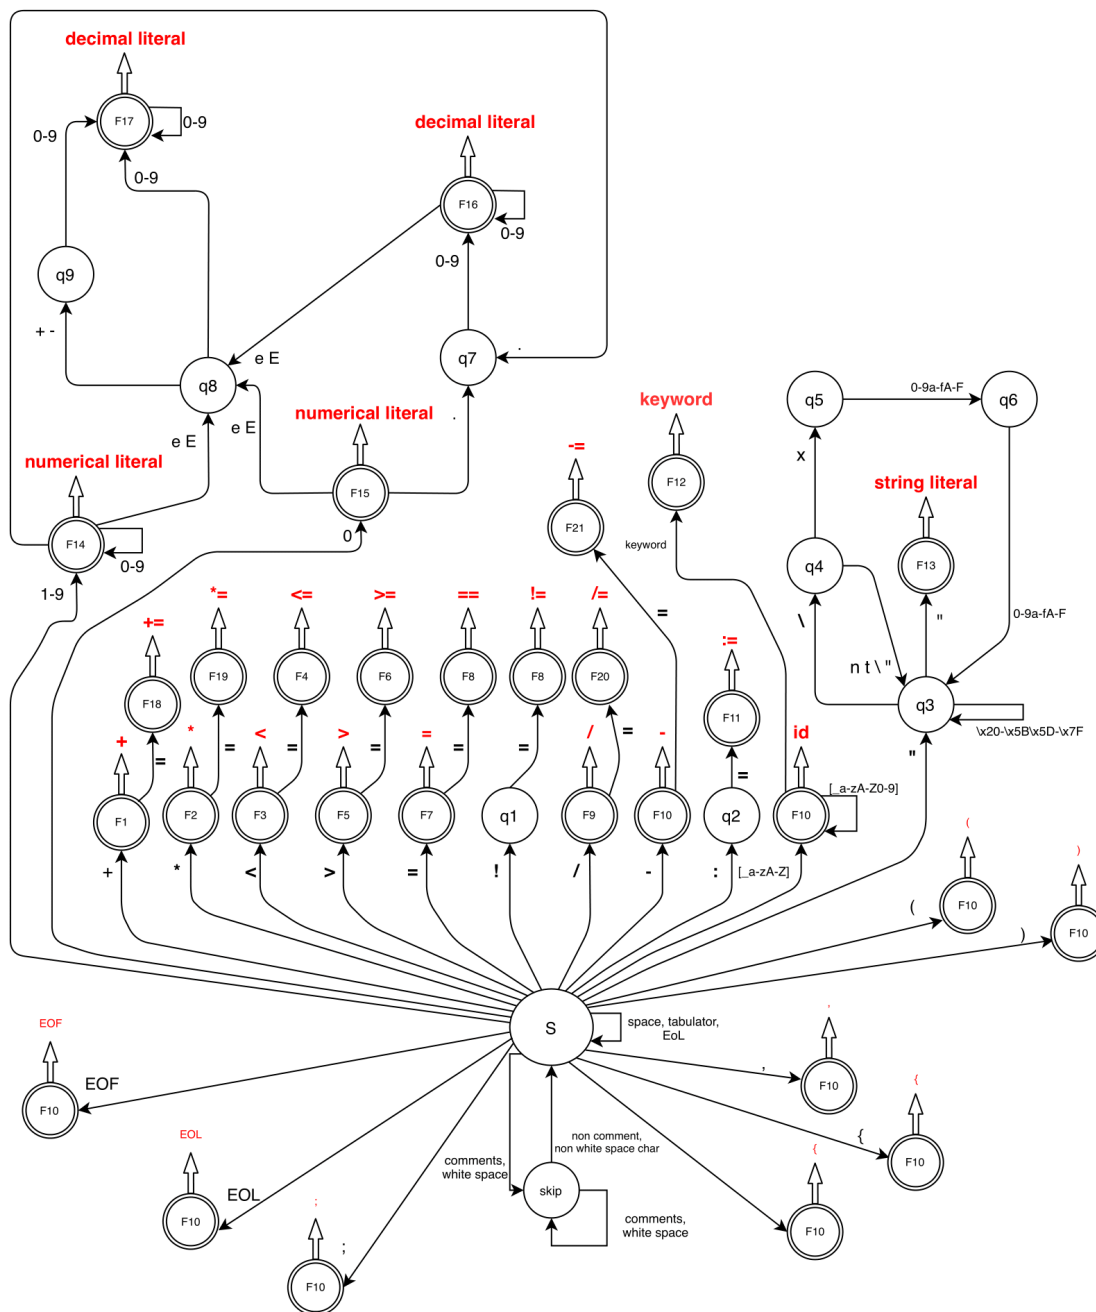 decimal literal
F17
0-9
0-9
0-9
decimal literal
F16
0-9
0-9
q9
+ -
q8
e E
q7
.
.
e E
e E
numerical literal
F15
0
numerical literal
F14
0-9
1-9
keyword
F12
keyword
-=
F21
=
q5
0-9a-fA-F
q6
x
string literal
F13
q4
\
"
n t \ "
0-9a-fA-F
q3
\x20-\x5B\x5D-\x7F
"
+=
F18
=
*=
F19
=
<=
F4
=
>=
F6
=
==
F8
=
!=
F8
=
/=
F20
=
:=
F11
=
+
F1
+
*
F2
*
<
F3
<
>
F5
>
=
F7
=
q1
!
/
F9
/
-
F10
-
q2
:
id
F10
[_a-zA-Z0-9]
[_a-zA-Z]
(
F10
(
)
F10
)
S
space, tabulator,
EoL
EOF
F10
EOF
EOL
F10
EOL
;
F10
;
comments,
white space
non comment,
non white space char
skip
comments,
white space
,
F10
,
{
F10
{
{
F10